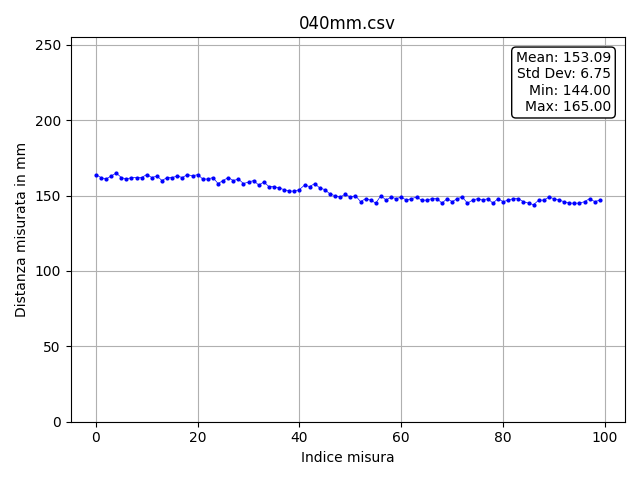 040mm.csv
Mean: 153.09
Std Dev: 6.75
Min: 144.00
Max: 165.00
250
200
150
100
50
0
Distanza misurata in mm
0 20 40 60 80 100
Indice misura